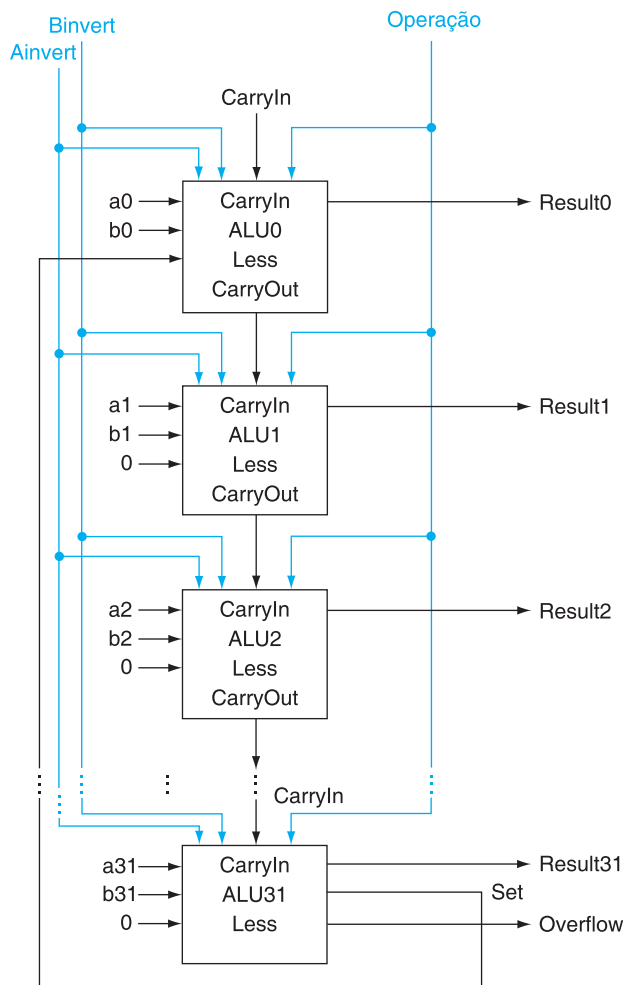 Binvert
Operação
Ainvert
CarryIn
a0
CarryIn
Result0
b0
ALU0
Less
CarryOut
a1
CarryIn
Result1
b1
ALU1
0
Less
CarryOut
a2
CarryIn
Result2
b2
ALU2
0
Less
CarryOut
CarryIn
a31
CarryIn
Result31
b31
ALU31
Set
0
Less
Overflow